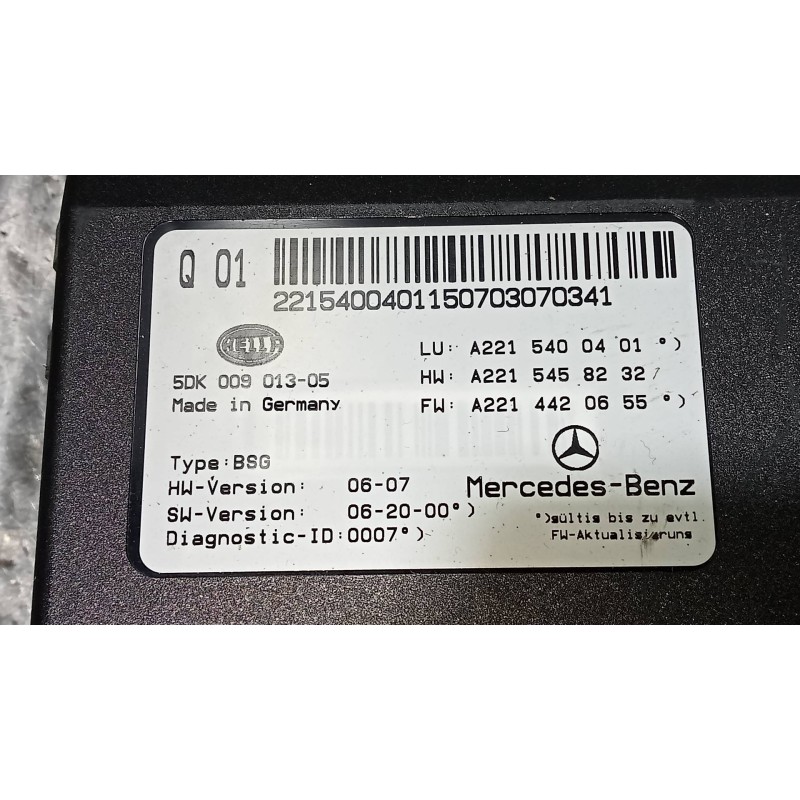 Q 01
2215400401150703070341
HELLA
LU: A221 540 04 01 °)
5DK 009 013-05
HW: A221 545 82 32
Made in Germany
FW: A221 442 06 55 °)
Type: BSG
HW-Version: 06-07
Mercedes-Benz
SW-Version: 06-20-00°)
°)gültig bis zu evtl.
Diagnostic-ID:0007°)
FW-Aktualisierung